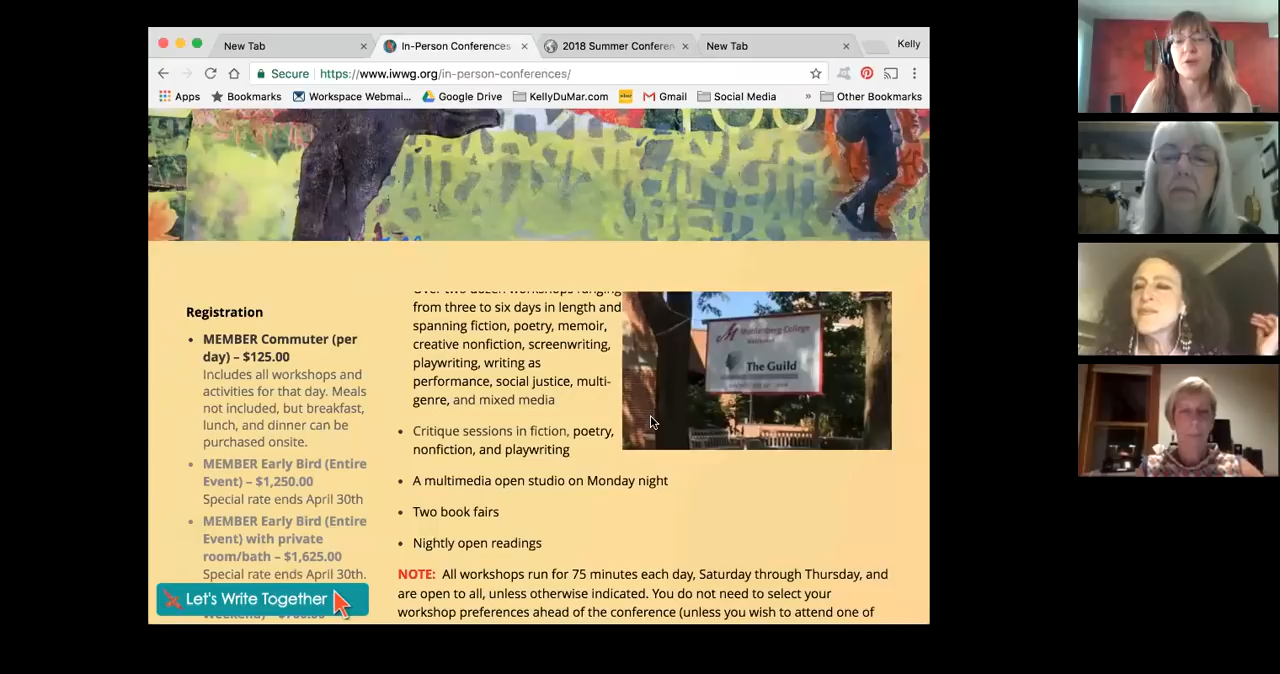 New Tab
In-Person Conferences
2018 Summer Conferen
New Tab
Kelly
Secure
https://www.iwwg.org/in-person-conferences/
Apps
Bookmarks
Workspace Webmai...
Google Drive
KellyDuMar.com
Gmail
Social Media
»
Other Bookmarks
Registration
• MEMBER Commuter (per
day) – $125.00
Includes all workshops and
activities for that day. Meals
not included, but breakfast,
lunch, and dinner can be
purchased onsite.
• MEMBER Early Bird (Entire
Event) – $1,250.00
Special rate ends April 30th
• MEMBER Early Bird (Entire
Event) with private
room/bath – $1,625.00
Special rate ends April 30th.
Let's Write Together
Over two dozen workshops ranging
from three to six days in length and
spanning fiction, poetry, memoir,
creative nonfiction, screenwriting,
playwriting, writing as
performance, social justice, multi-
genre, and mixed media
• Critique sessions in fiction, poetry,
nonfiction, and playwriting
• A multimedia open studio on Monday night
• Two book fairs
• Nightly open readings
NOTE: All workshops run for 75 minutes each day, Saturday through Thursday, and
are open to all, unless otherwise indicated. You do not need to select your
workshop preferences ahead of the conference (unless you wish to attend one of
Muhlenberg College
The Guild